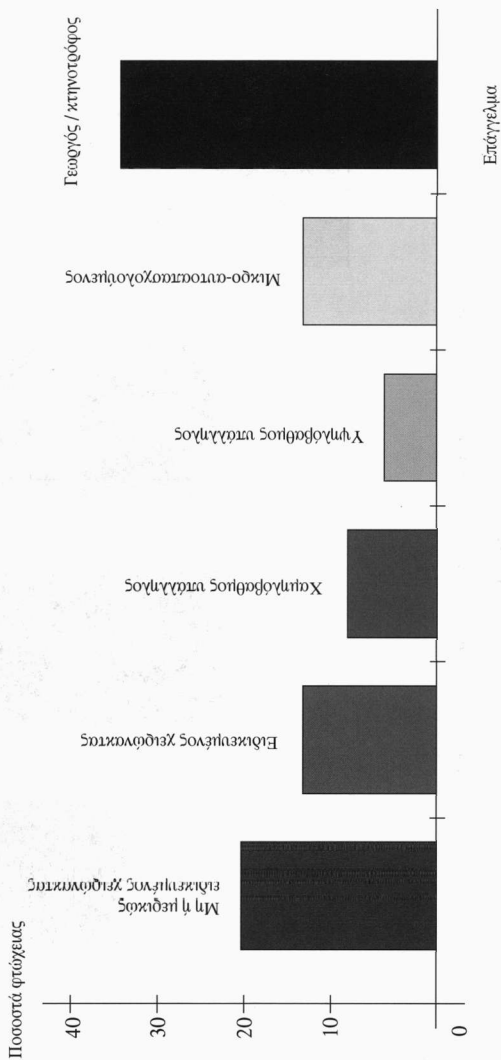 Ποσοστά φτώχειας
40
30
20
10
0
Μη ή μερικώς
ειδικευμένος χειρώνακτας
Ειδικευμένος χειρώνακτας
Χαμηλόβαθμος υπάλληλος
Υψηλόβαθμος υπάλληλος
Μικρο-αυτοαπασχολούμενος
Γεωργός / κτηνοτρόφος
Επάγγελμα